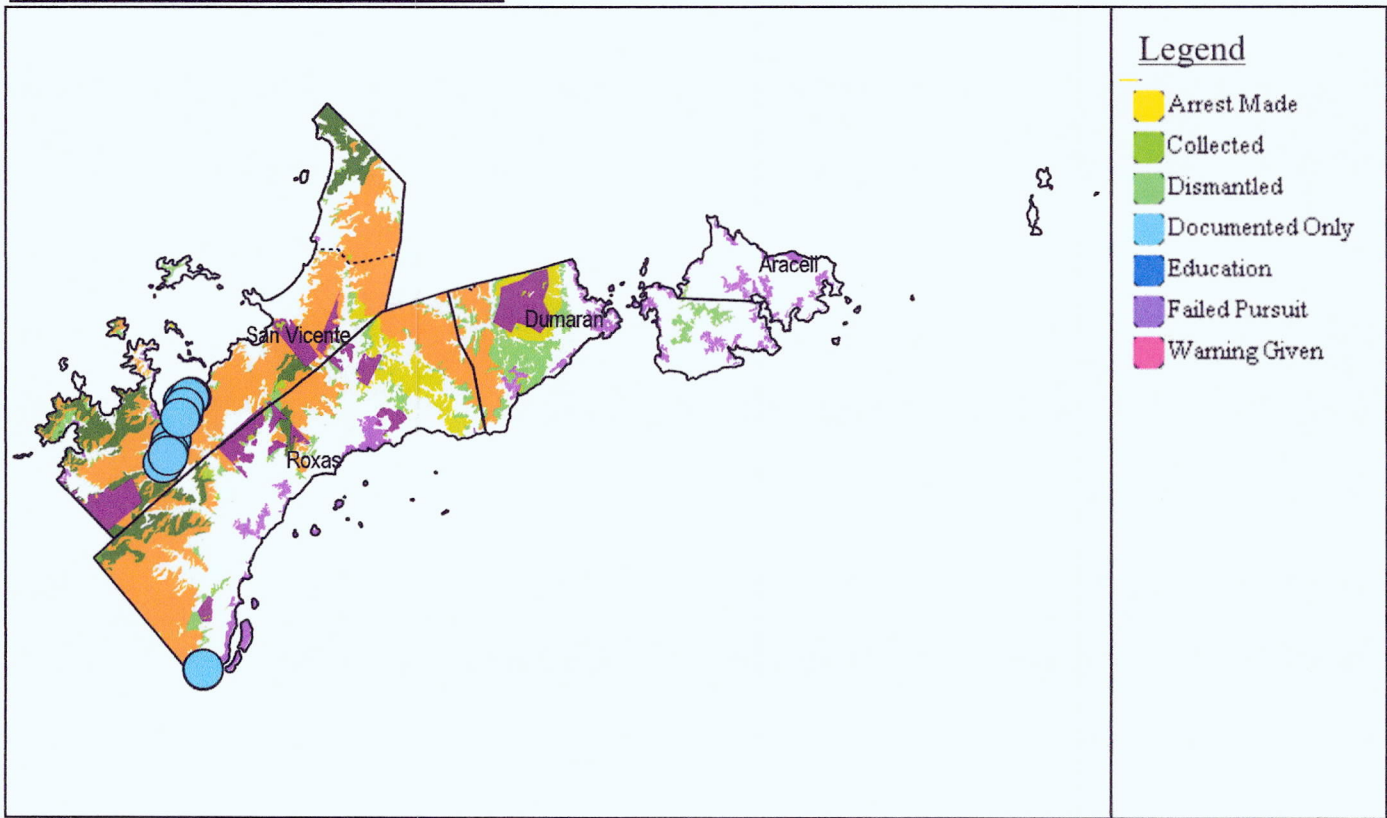 Legend
Arrest Made
Collected
Dismantled
Documented Only
Education
Failed Pursuit
Warning Given
Araceli
Dumaran
San Vicente
Roxas